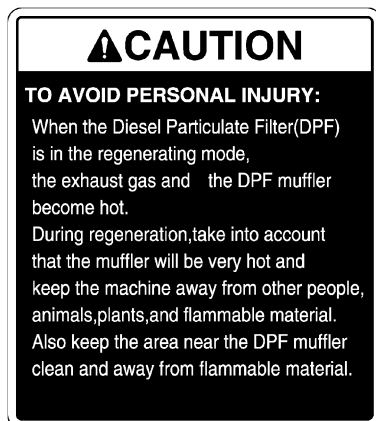 CAUTION
TO AVOID PERSONAL INJURY:
When the Diesel Particulate Filter(DPF)
is in the regenerating mode,
the exhaust gas and the DPF muffler
become hot.
During regeneration,take into account
that the muffler will be very hot and
keep the machine away from other people,
animals,plants,and flammable material.
Also keep the area near the DPF muffler
clean and away from flammable material.